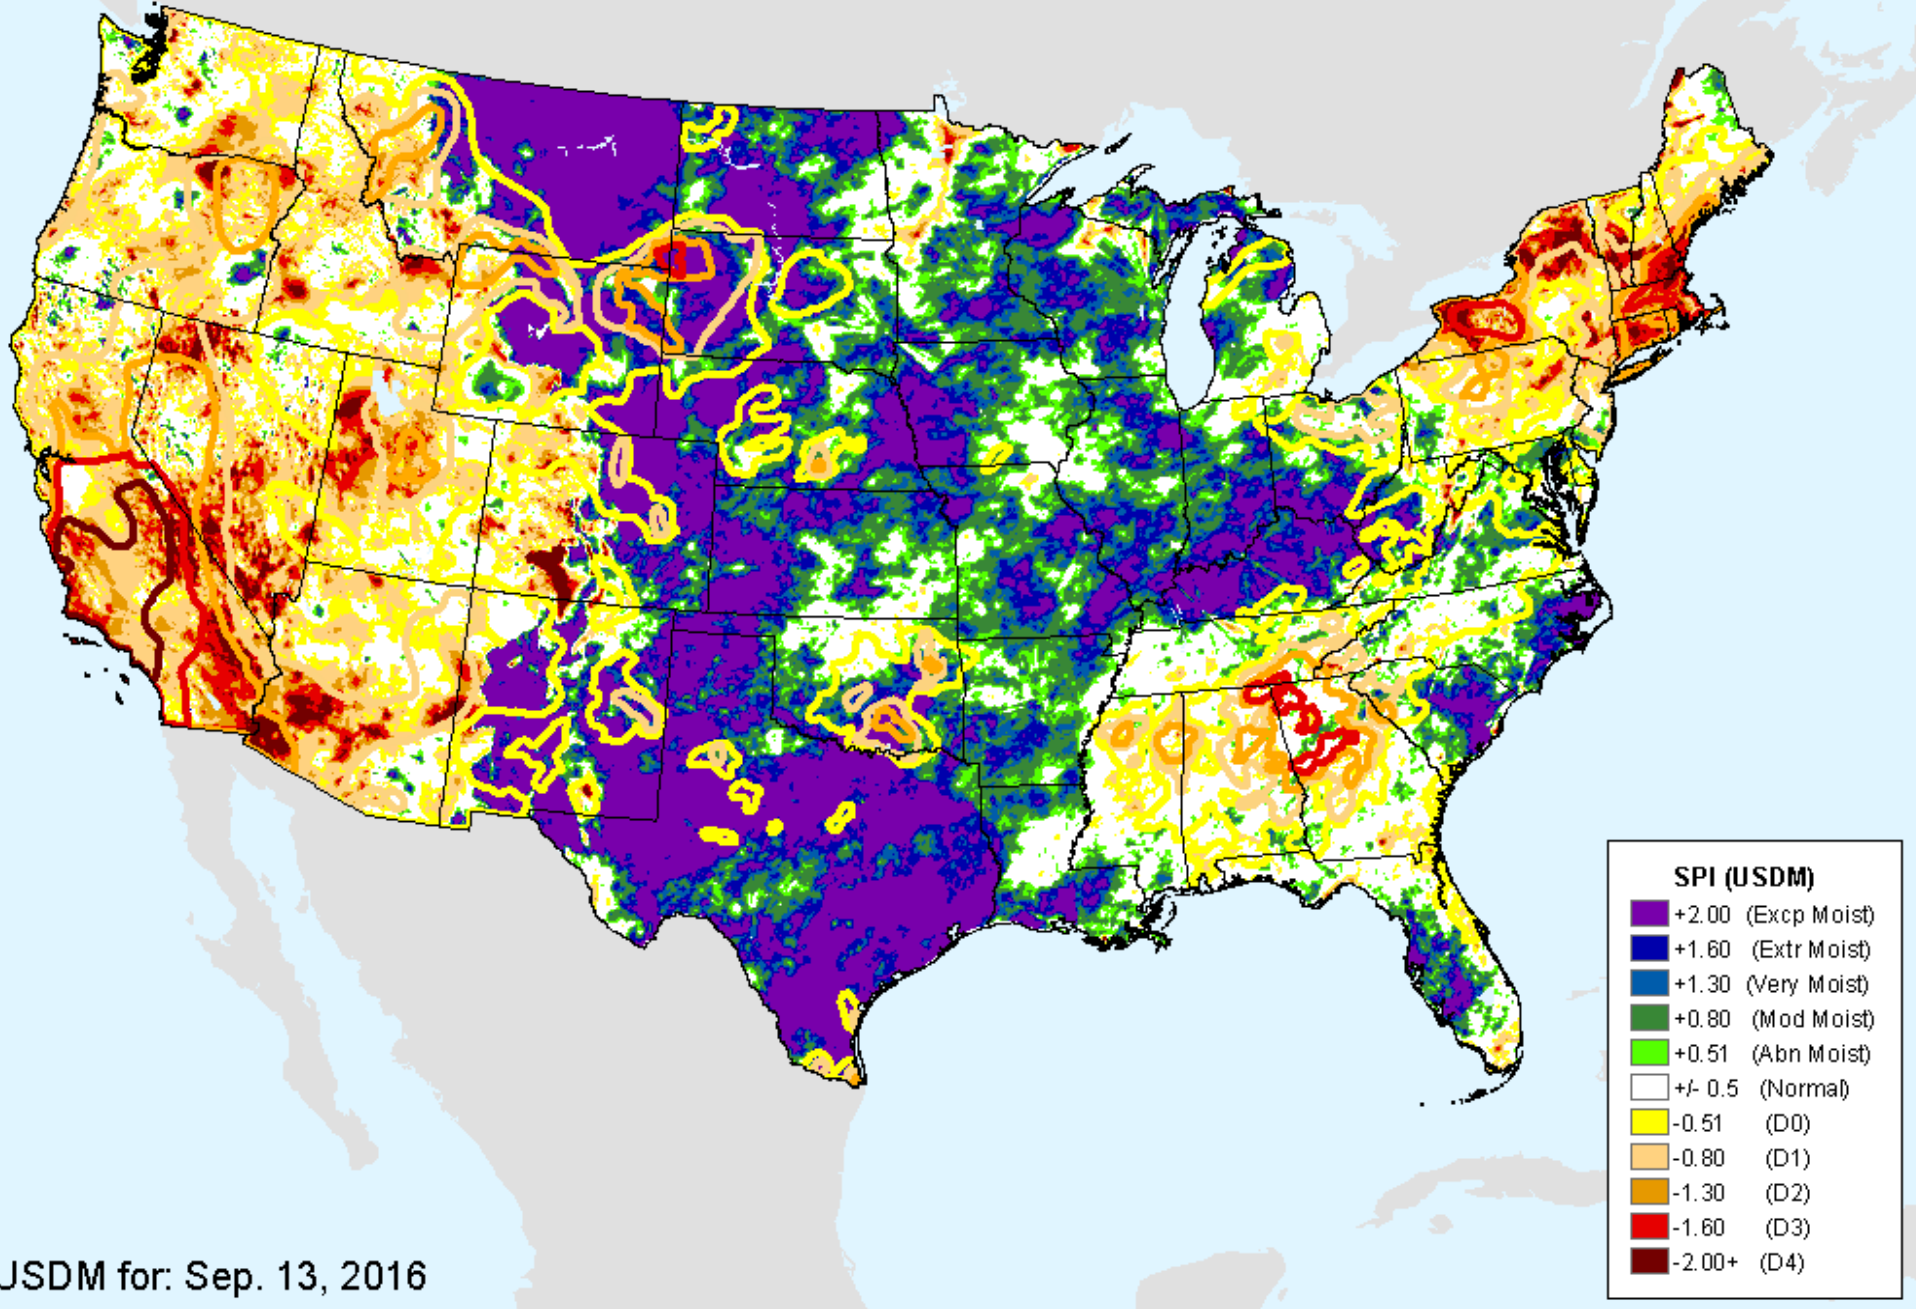 SPI (USDM)
+2.00 (Excp Moist)
+1.60 (Extr Moist)
+1.30 (Very Moist)
+0.80 (Mod Moist)
+0.51 (Abn Moist)
+/- 0.5 (Normal)
-0.51 (D0)
-0.80 (D1)
-1.30 (D2)
-1.60 (D3)
-2.00+ (D4)
USDM for: Sep. 13, 2016